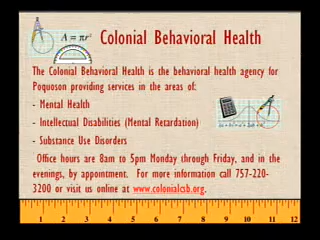 A = πr²
Colonial Behavioral Health
The Colonial Behavioral Health is the behavioral health agency for
Poquoson providing services in the areas of:
- Mental Health
- Intellectual Disabilities (Mental Retardation)
- Substance Use Disorders
Office hours are 8am to 5pm Monday through Friday, and in the
evenings, by appointment. For more information call 757-220-
3200 or visit us online at www.colonialcsb.org.
1 2 3 4 5 6 7 8 9 10 11 12